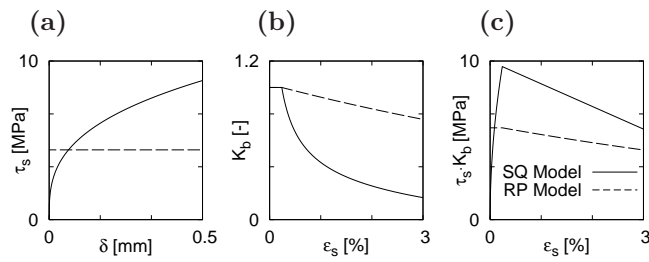 (a)
10
τs [MPa]
0
0
δ [mm]
0.5
(b)
1.2
Kb [-]
0
0
εs [%]
3
(c)
10
τs·Kb [MPa]
0
SQ Model
RP Model
0
εs [%]
3